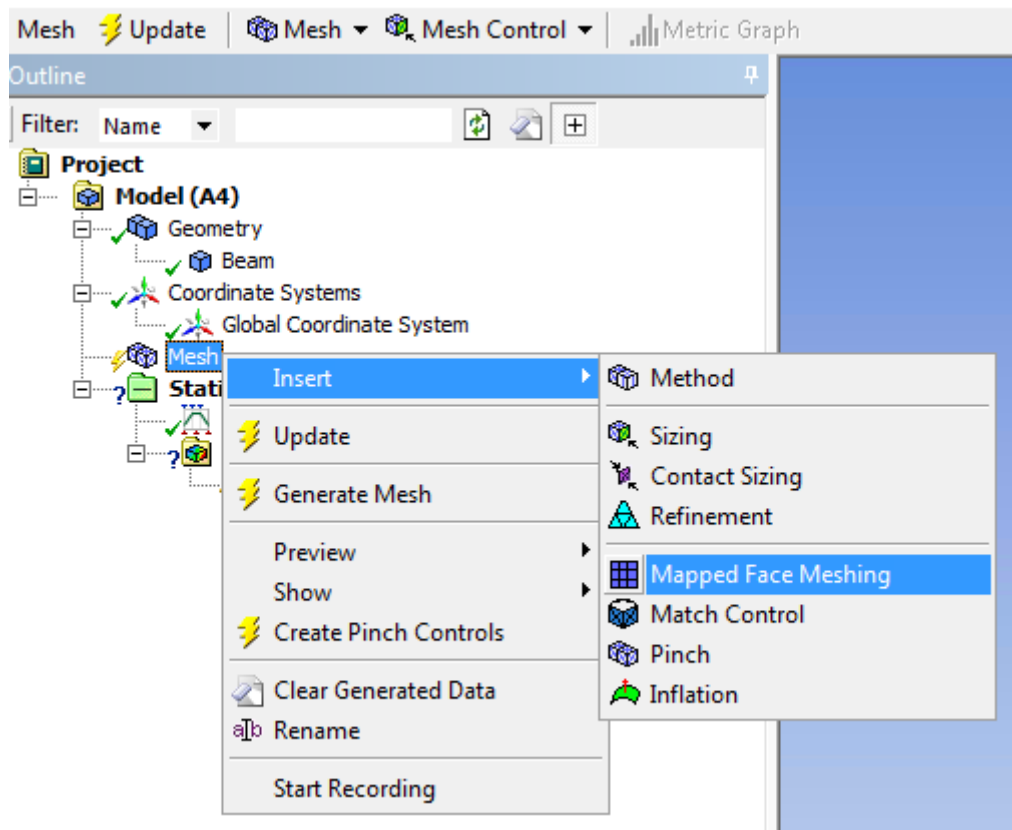 Mesh Update Mesh Mesh Control Metric Graph
Outline
Filter: Name
Project
Model (A4)
Geometry
Beam
Coordinate Systems
Global Coordinate System
Mesh
Stati
Insert
Update
Generate Mesh
Preview
Show
Create Pinch Controls
Clear Generated Data
Rename
Start Recording
Method
Sizing
Contact Sizing
Refinement
Mapped Face Meshing
Match Control
Pinch
Inflation